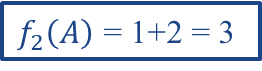 f₂(A) = 1+2 = 3